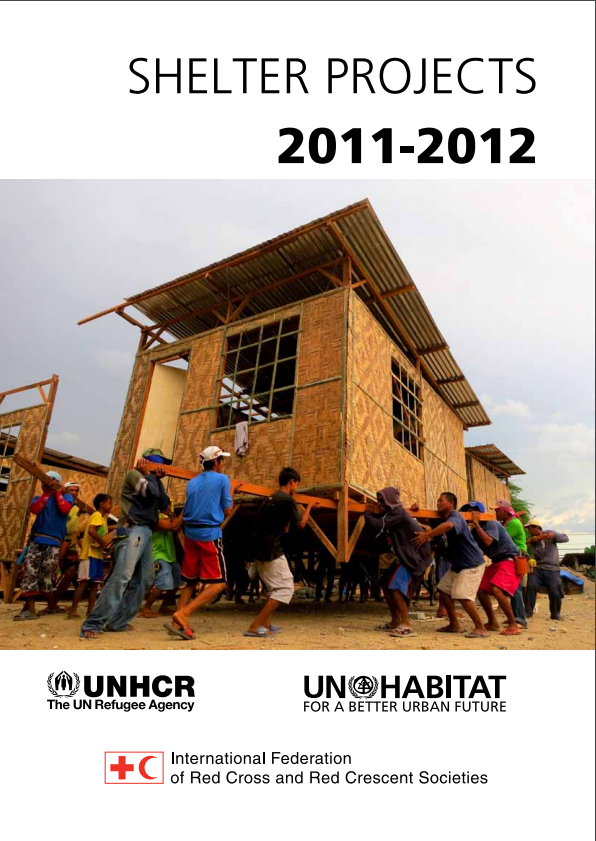 SHELTER PROJECTS
2011-2012
UNHCR
The UN Refugee Agency
UN HABITAT
FOR A BETTER URBAN FUTURE
International Federation
of Red Cross and Red Crescent Societies